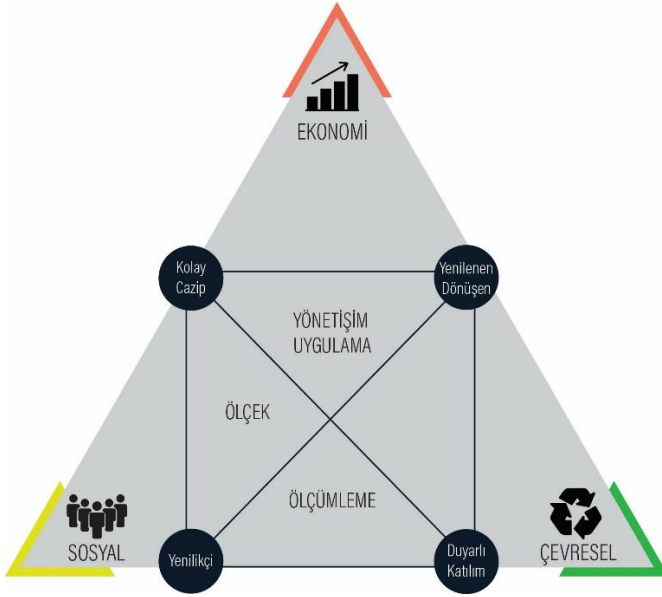 EKONOMİ
Kolay
Cazip
Yenilenen
Dönüşen
YÖNETİŞİM
UYGULAMA
ÖLÇEK
ÖLÇÜMLEME
SOSYAL
Yenilikçi
Duyarlı
Katılım
ÇEVRESEL